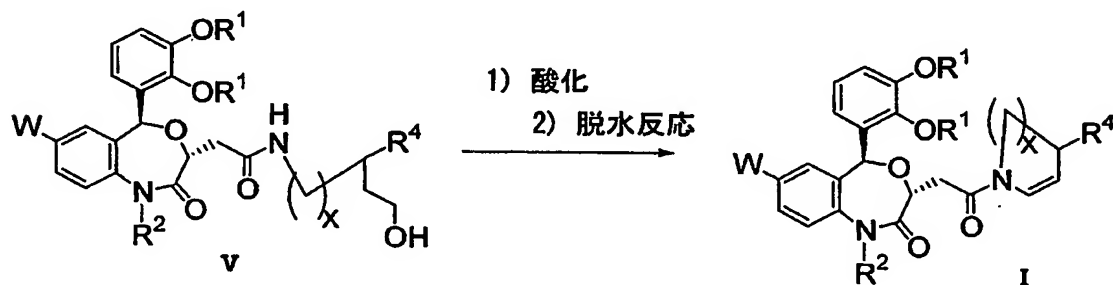 OR¹
OR¹
W
O
H
N
R⁴
O
N
O
R²
( )x
OH
V
1) 酸化
2) 脱水反応
OR¹
OR¹
W
O
( )x
R⁴
N
O
N
O
R²
I